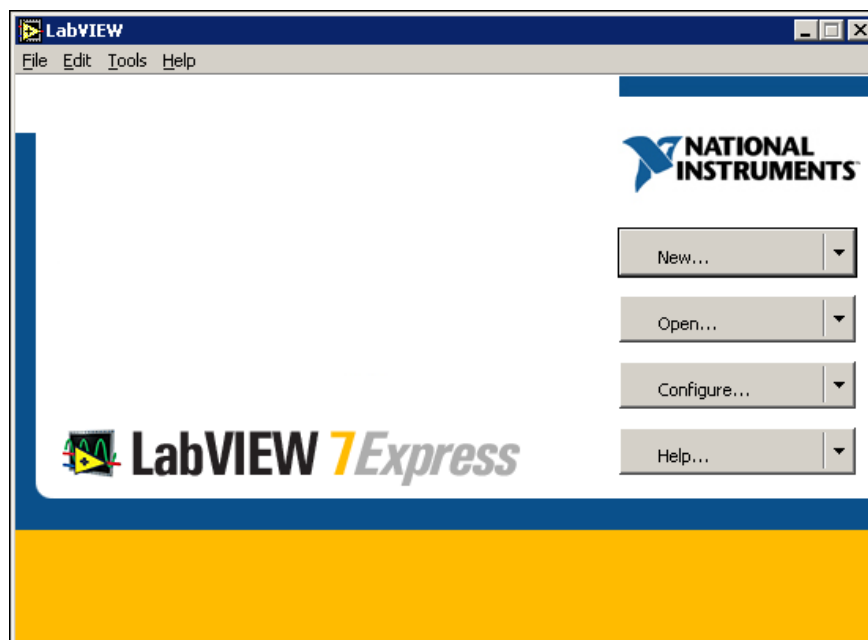 LabVIEW
File Edit Tools Help
NATIONAL
INSTRUMENTS
New...
Open...
Configure...
Help...
LabVIEW 7 Express